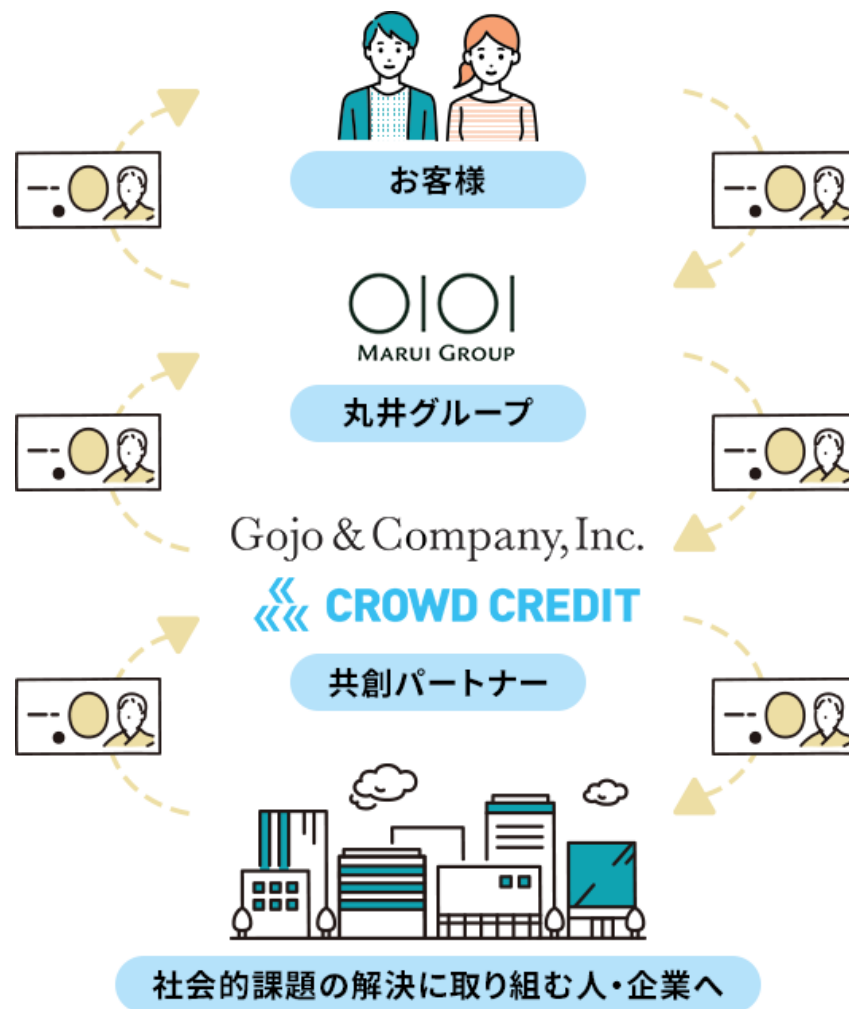 お客様
OIOI
MARUI GROUP
丸井グループ
Gojo & Company, Inc.
CROWD CREDIT
共創パートナー
社会的課題の解決に取り組む人・企業へ